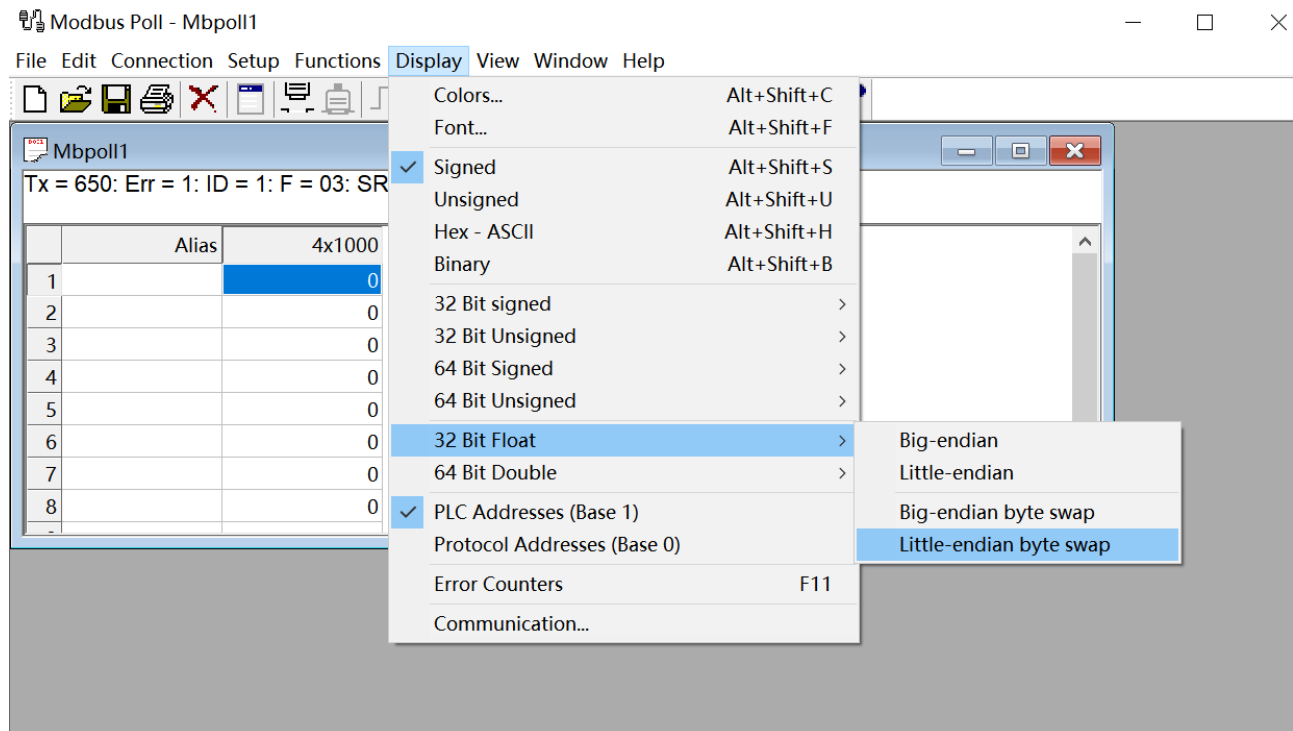 Modbus Poll - Mbpoll1
File Edit Connection Setup Functions Display View Window Help
Mbpoll1
Tx = 650: Err = 1: ID = 1: F = 03: SR
Alias 4x1000
1 0
2 0
3 0
4 0
5 0
6 0
7 0
8 0
Colors... Alt+Shift+C
Font... Alt+Shift+F
Signed Alt+Shift+S
Unsigned Alt+Shift+U
Hex - ASCII Alt+Shift+H
Binary Alt+Shift+B
32 Bit signed
32 Bit Unsigned
64 Bit Signed
64 Bit Unsigned
32 Bit Float
64 Bit Double
PLC Addresses (Base 1)
Protocol Addresses (Base 0)
Error Counters F11
Communication...
Big-endian
Little-endian
Big-endian byte swap
Little-endian byte swap